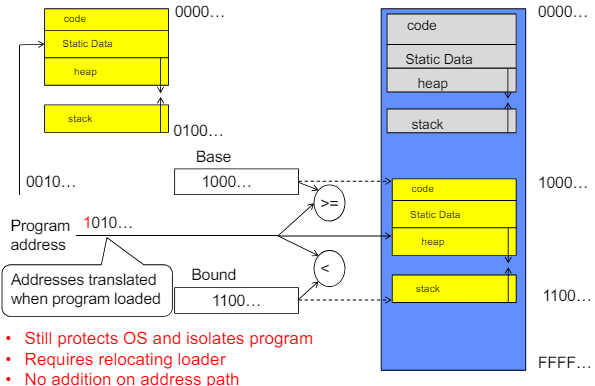 0000...
code
Static Data
heap
stack
0100...
0010...
Base
1000...
>=
Program
address
1010...
Addresses translated
when program loaded
<
Bound
1100...
0000...
code
Static Data
heap
stack
1000...
code
Static Data
heap
stack
1100...
FFFF...
• Still protects OS and isolates program
• Requires relocating loader
• No addition on address path